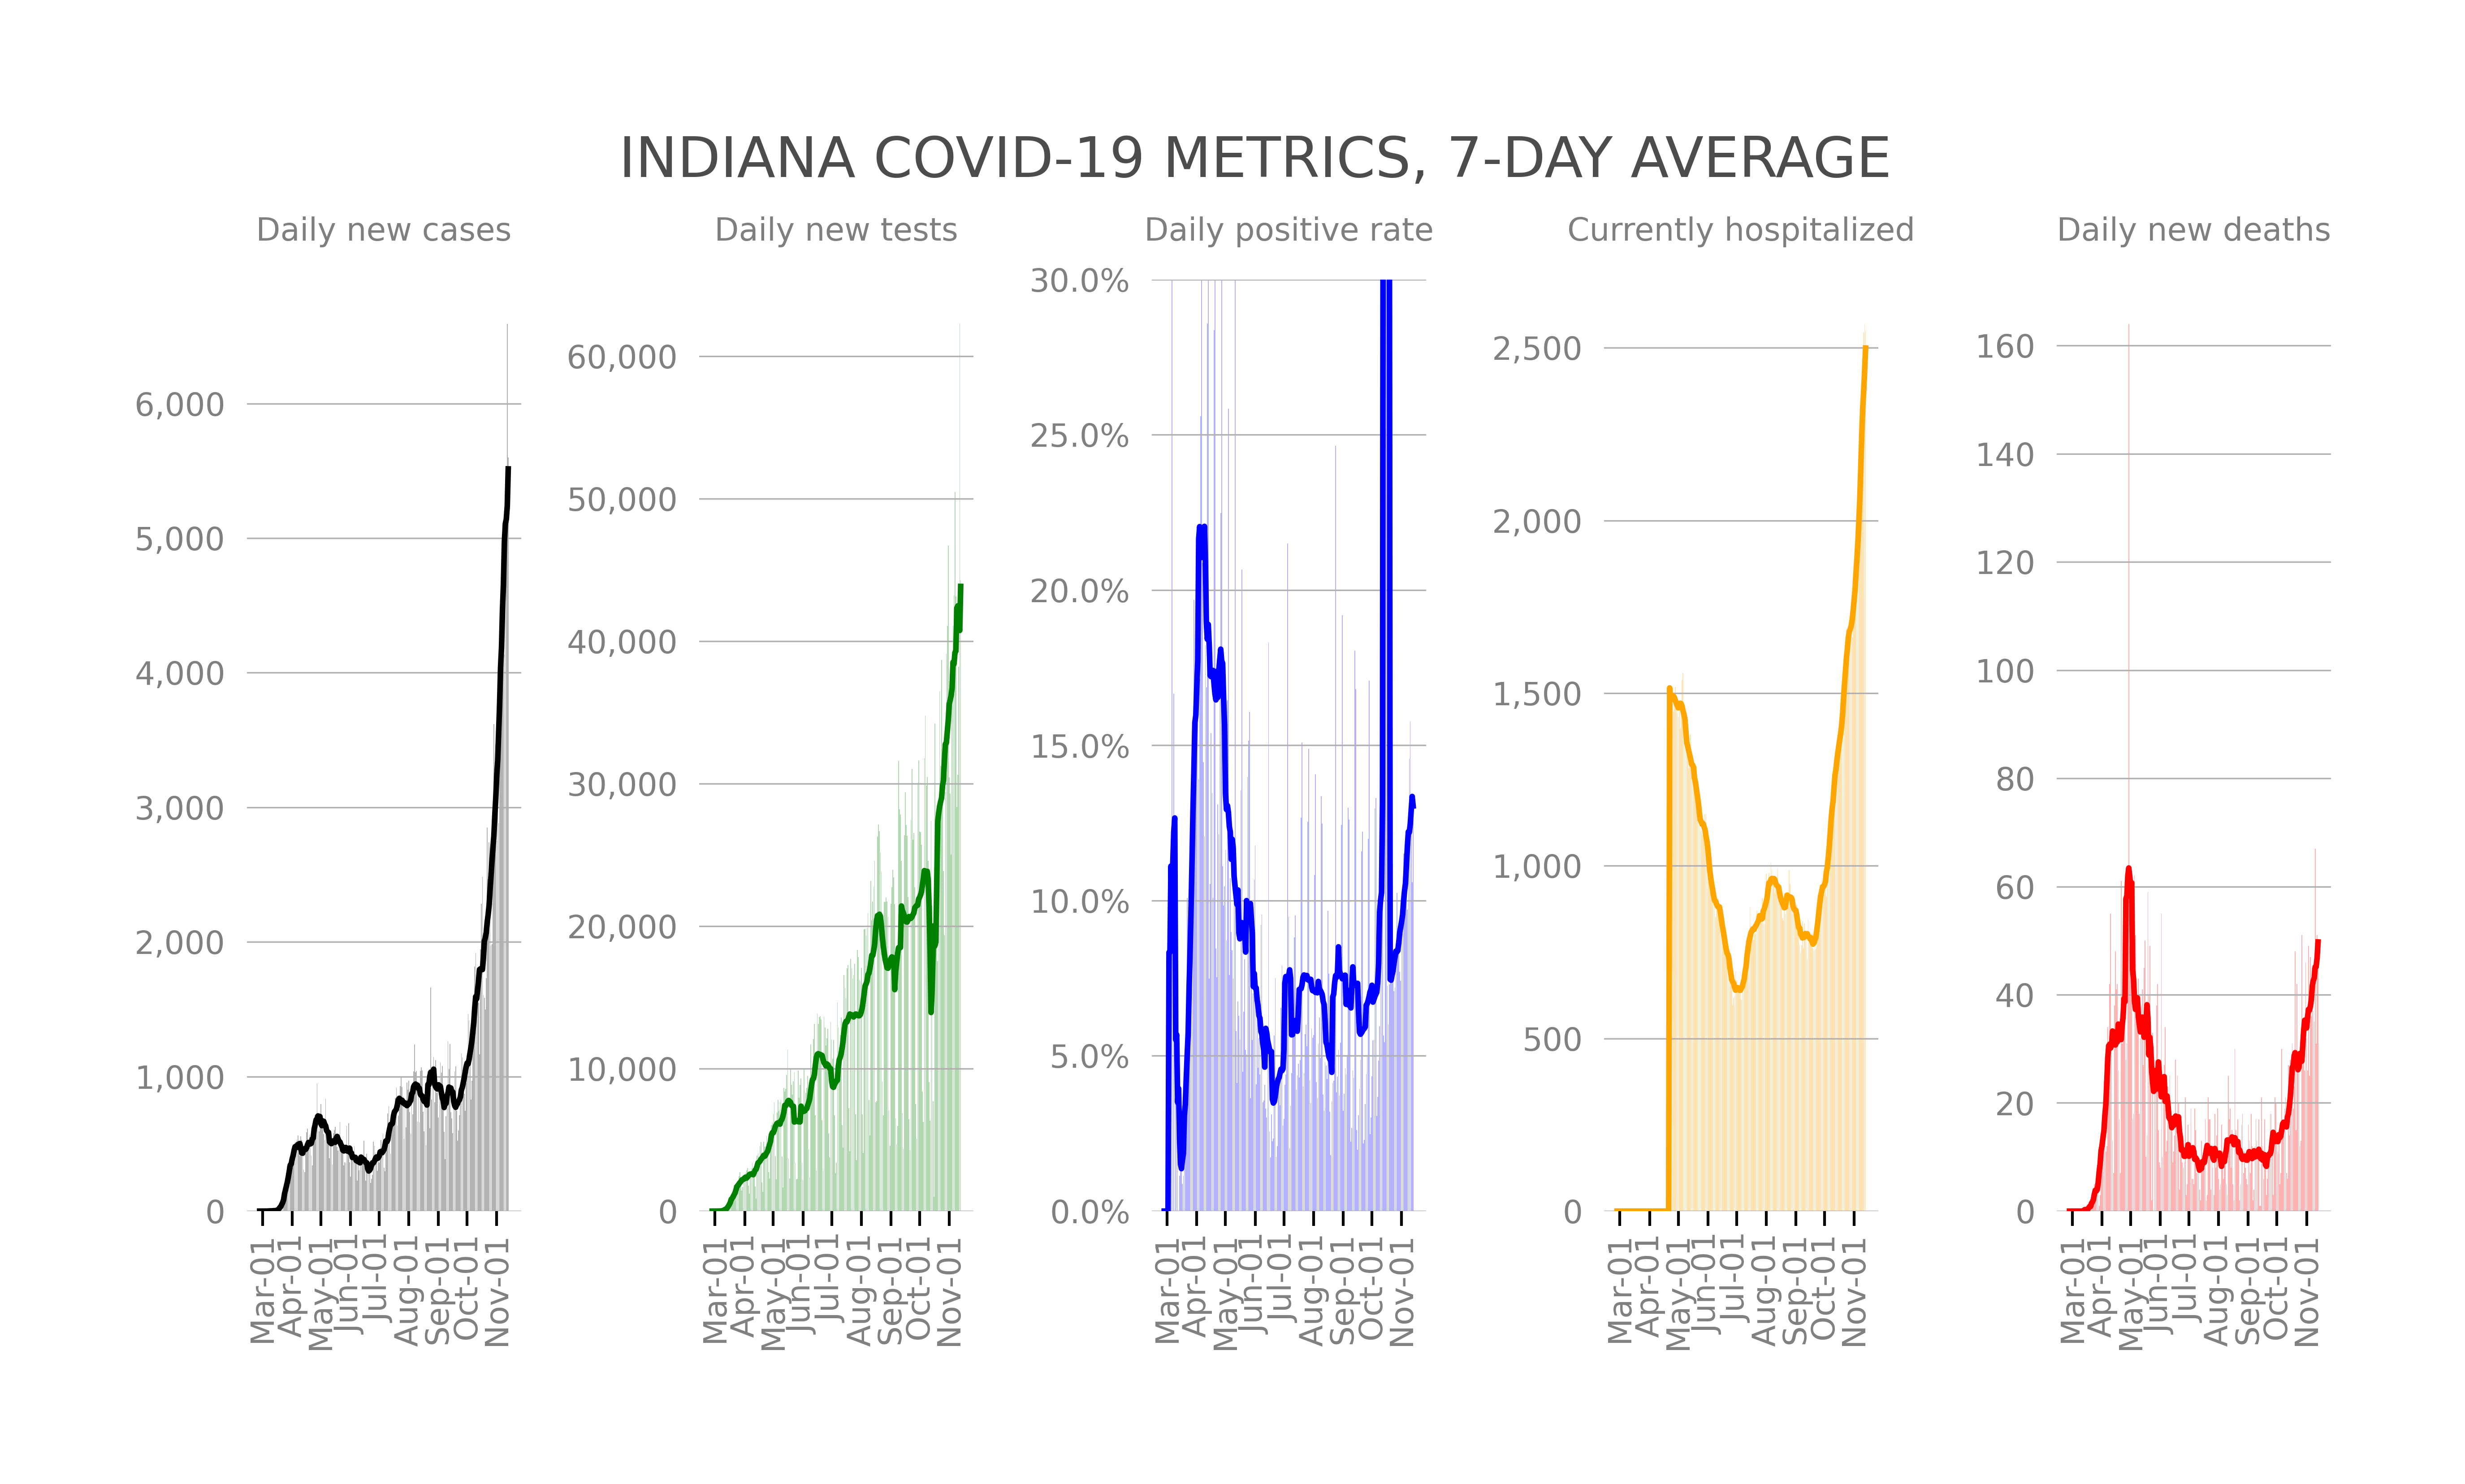 INDIANA COVID-19 METRICS, 7-DAY AVERAGE
Daily new cases
6,000
5,000
4,000
3,000
2,000
1,000
0
Mar-01
Apr-01
May-01
Jun-01
Jul-01
Aug-01
Sep-01
Oct-01
Nov-01
Daily new tests
60,000
50,000
40,000
30,000
20,000
10,000
0
Mar-01
Apr-01
May-01
Jun-01
Jul-01
Aug-01
Sep-01
Oct-01
Nov-01
Daily positive rate
30.0%
25.0%
20.0%
15.0%
10.0%
5.0%
0.0%
Mar-01
Apr-01
May-01
Jun-01
Jul-01
Aug-01
Sep-01
Oct-01
Nov-01
Currently hospitalized
2,500
2,000
1,500
1,000
500
0
Mar-01
Apr-01
May-01
Jun-01
Jul-01
Aug-01
Sep-01
Oct-01
Nov-01
Daily new deaths
160
140
120
100
80
60
40
20
0
Mar-01
Apr-01
May-01
Jun-01
Jul-01
Aug-01
Sep-01
Oct-01
Nov-01